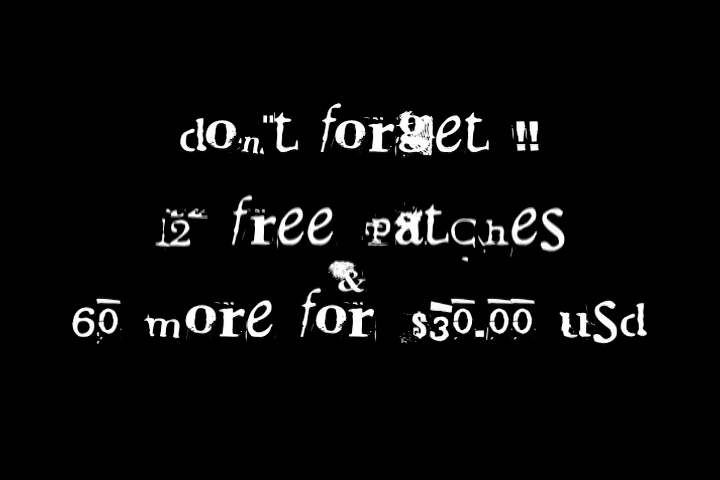 don"t forget !!
12 free patches
&
60 more for $30.00 usd